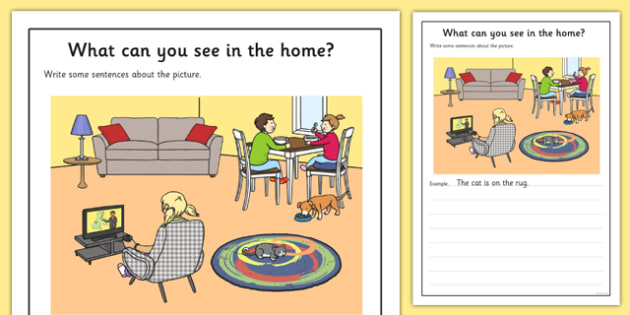 What can you see in the home?
Write some sentences about the picture.
What can you see in the home?
Write some sentences about the picture.
Example: The cat is on the rug.